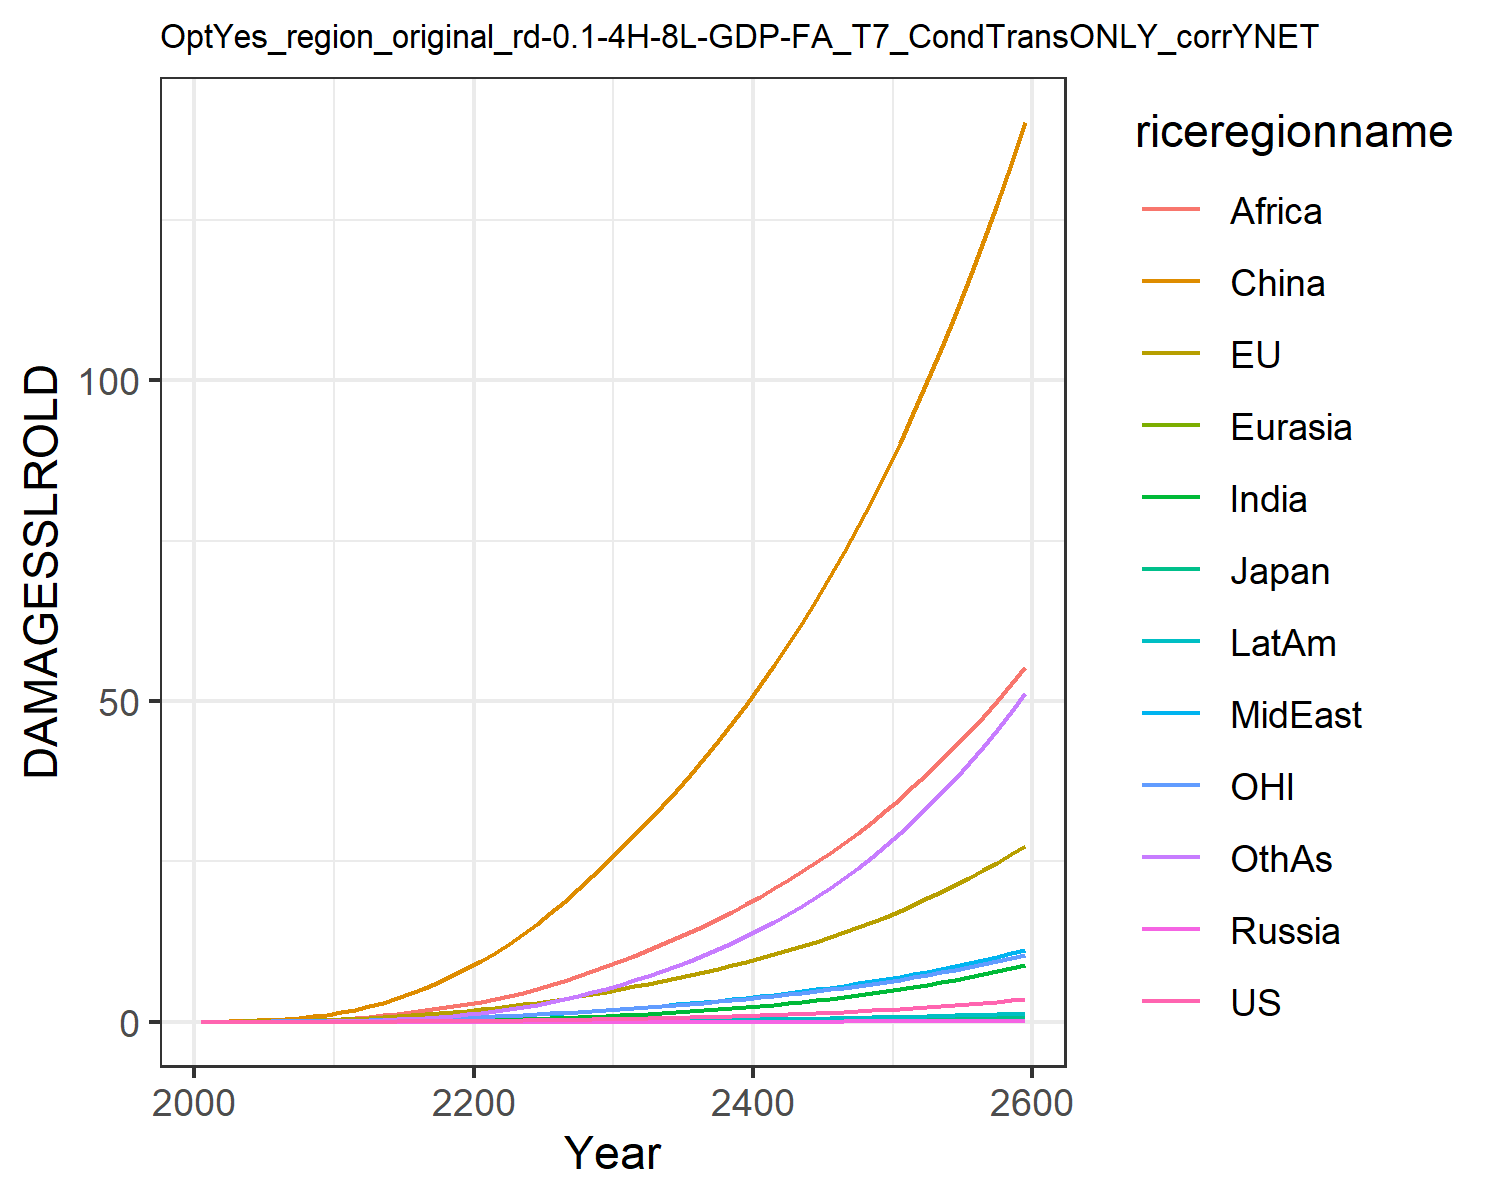 OptYes_region_original_rd-0.1-4H-8L-GDP-FA_T7_CondTransONLY_corrYNET
DAMAGESSLROLD
100
50
0
2000 2200 2400 2600
Year
riceregionname
Africa
China
EU
Eurasia
India
Japan
LatAm
MidEast
OHI
OthAs
Russia
US